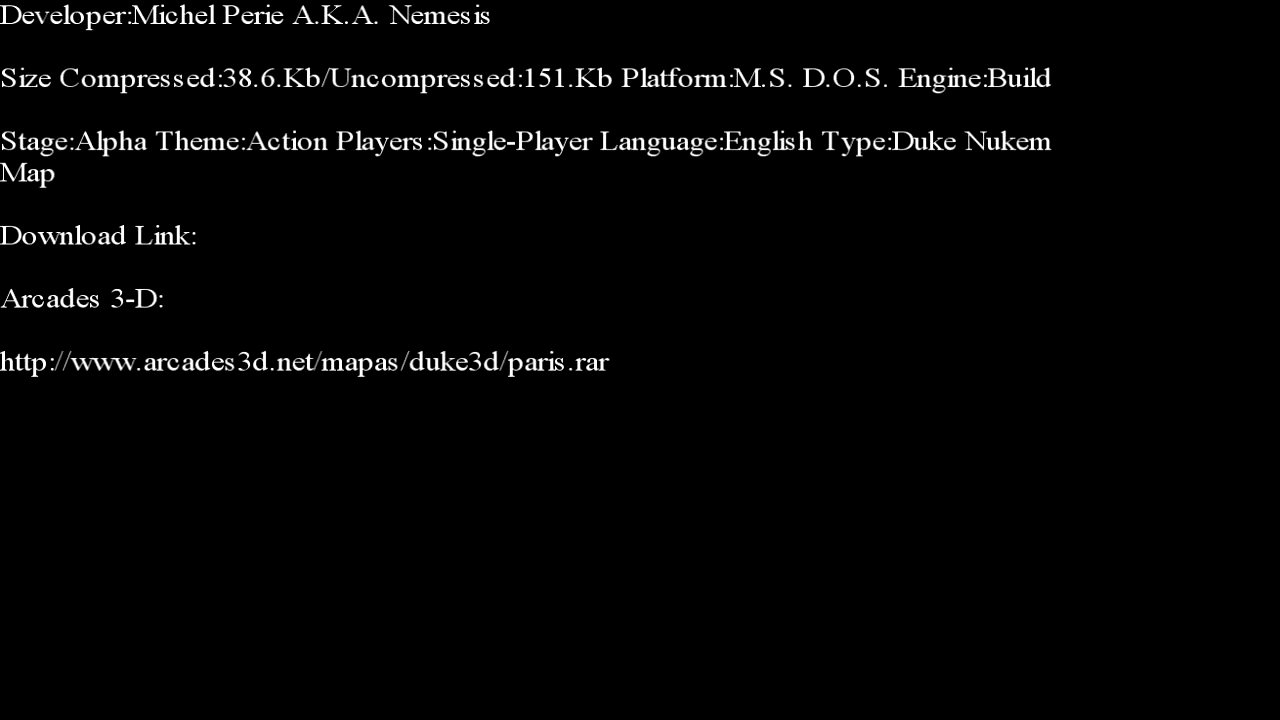 Developer:Michel Perie A.K.A. Nemesis
Size Compressed:38.6.Kb/Uncompressed:151.Kb Platform:M.S. D.O.S. Engine:Build
Stage:Alpha Theme:Action Players:Single-Player Language:English Type:Duke Nukem
Map
Download Link:
Arcades 3-D:
http://www.arcades3d.net/mapas/duke3d/paris.rar